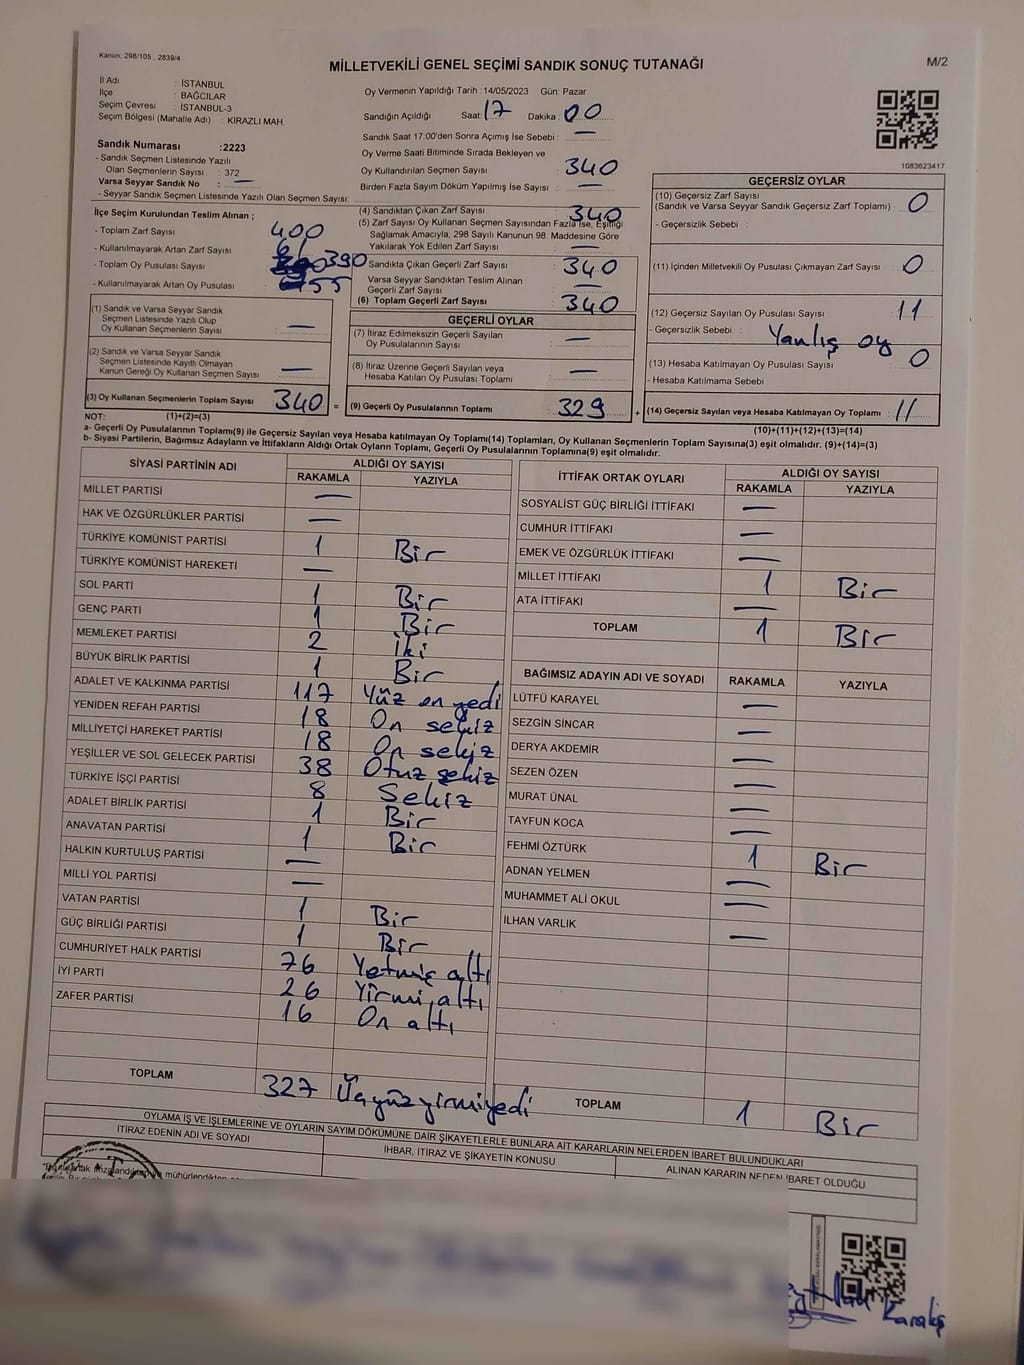 Kanun; 298/105 , 2839/4
MİLLETVEKİLİ GENEL SEÇİMİ SANDIK SONUÇ TUTANAĞI
M/2
İl Adı : İSTANBUL
İlçe : BAĞCILAR
Seçim Çevresi : İSTANBUL-3
Seçim Bölgesi (Mahalle Adı) : KİRAZLI MAH.
Sandık Numarası :2223
- Sandık Seçmen Listesinde Yazılı
Olan Seçmenlerin Sayısı : 372
Varsa Seyyar Sandık No : —
- Seyyar Sandık Seçmen Listesinde Yazılı Olan Seçmen Sayısı:
Oy Vermenin Yapıldığı Tarih :14/05/2023 Gün: Pazar
Sandığın Açıldığı Saat : 17 Dakika : 00
Sandık Saat 17:00'den Sonra Açımış İse Sebebi : —
Oy Verme Saati Bitiminde Sırada Bekleyen ve
Oy Kullandırılan Seçmen Sayısı : 340
Birden Fazla Sayım Döküm Yapılmış İse Sayısı : —
1083623417
İlçe Seçim Kurulundan Teslim Alınan ;
- Toplam Zarf Sayısı 400
- Kullanılmayarak Artan Zarf Sayısı
- Toplam Oy Pusulası Sayısı 390
- Kullanılmayarak Artan Oy Pusulası 55
(4) Sandıktan Çıkan Zarf Sayısı : 340
(5) Zarf Sayısı Oy Kullanan Seçmen Sayısından Fazla İse, Eşitliği
Sağlamak Amacıyla, 298 Sayılı Kanunun 98. Maddesine Göre
Yakılarak Yok Edilen Zarf Sayısı : —
Sandıkta Çıkan Geçerli Zarf Sayısı : 340
Varsa Seyyar Sandıktan Teslim Alınan
Geçerli Zarf Sayısı : —
(6) Toplam Geçerli Zarf Sayısı : 340
GEÇERSİZ OYLAR
(10) Geçersiz Zarf Sayısı
(Sandık ve Varsa Seyyar Sandık Geçersiz Zarf Toplamı) : 0
- Geçersizlik Sebebi :
(11) İçinden Milletvekili Oy Pusulası Çıkmayan Zarf Sayısı : 0
(12) Geçersiz Sayılan Oy Pusulası Sayısı : 11
- Geçersizlik Sebebi : Yanlış oy
(13) Hesaba Katılmayan Oy Pusulası Sayısı : 0
- Hesaba Katılmama Sebebi :
(14) Geçersiz Sayılan veya Hesaba Katılmayan Oy Toplamı : 11
(10)+(11)+(12)+(13)=(14)
(1) Sandık ve Varsa Seyyar Sandık
Seçmen Listesinde Yazılı Olup
Oy Kullanan Seçmenlerin Sayısı : —
(2) Sandık ve Varsa Seyyar Sandık
Seçmen Listesinde Kayıtlı Olmayan
Kanun Gereği Oy Kullanan Seçmen Sayısı : —
(3) Oy Kullanan Seçmenlerin Toplam Sayısı : 340 =
NOT: (1)+(2)=(3)
GEÇERLİ OYLAR
(7) İtiraz Edilmeksizin Geçerli Sayılan
Oy Pusulalarının Sayısı : —
(8) İtiraz Üzerine Geçerli Sayılan veya
Hesaba Katılan Oy Pusulası Toplamı : —
(9) Geçerli Oy Pusulalarının Toplamı : 329 +
a- Geçerli Oy Pusulalarının Toplamı(9) ile Geçersiz Sayılan veya Hesaba katılmayan Oy Toplamı(14) Toplamları, Oy Kullanan Seçmenlerin Toplam Sayısına(3) eşit olmalıdır. (9)+(14)=(3)
b- Siyasi Partilerin, Bağımsız Adayların ve İttifakların Aldığı Ortak Oyların Toplamı, Geçerli Oy Pusulalarının Toplamına(9) eşit olmalıdır.
SİYASİ PARTİNİN ADI ALDIĞI OY SAYISI
RAKAMLA YAZIYLA
MİLLET PARTİSİ —
HAK VE ÖZGÜRLÜKLER PARTİSİ —
TÜRKİYE KOMÜNİST PARTİSİ 1 Bir
TÜRKİYE KOMÜNİST HAREKETİ —
SOL PARTİ 1 Bir
GENÇ PARTİ 1 Bir
MEMLEKET PARTİSİ 2 İki
BÜYÜK BİRLİK PARTİSİ 1 Bir
ADALET VE KALKINMA PARTİSİ 117 Yüz on yedi
YENİDEN REFAH PARTİSİ 18 On sekiz
MİLLİYETÇİ HAREKET PARTİSİ 18 On sekiz
YEŞİLLER VE SOL GELECEK PARTİSİ 38 Otuz sekiz
TÜRKİYE İŞÇİ PARTİSİ 8 Sekiz
ADALET BİRLİK PARTİSİ 1 Bir
ANAVATAN PARTİSİ 1 Bir
HALKIN KURTULUŞ PARTİSİ —
MİLLİ YOL PARTİSİ —
VATAN PARTİSİ 1 Bir
GÜÇ BİRLİĞİ PARTİSİ 1 Bir
CUMHURİYET HALK PARTİSİ 76 Yetmiş altı
İYİ PARTİ 26 Yirmi altı
ZAFER PARTİSİ 16 On altı
TOPLAM 327 Üçyüzyirmiyedi
İTTİFAK ORTAK OYLARI ALDIĞI OY SAYISI
RAKAMLA YAZIYLA
SOSYALİST GÜÇ BİRLİĞİ İTTİFAKI —
CUMHUR İTTİFAKI —
EMEK VE ÖZGÜRLÜK İTTİFAKI —
MİLLET İTTİFAKI 1 Bir
ATA İTTİFAKI —
TOPLAM 1 Bir
BAĞIMSIZ ADAYIN ADI VE SOYADI RAKAMLA YAZIYLA
LÜTFÜ KARAYEL —
SEZGİN SİNCAR —
DERYA AKDEMİR —
SEZEN ÖZEN —
MURAT ÜNAL —
TAYFUN KOCA —
FEHMİ ÖZTÜRK 1 Bir
ADNAN YELMEN —
MUHAMMET ALİ OKUL —
İLHAN VARLIK —
TOPLAM 1 Bir
OYLAMA İŞ VE İŞLEMLERİNE VE OYLARIN SAYIM DÖKÜMÜNE DAİR ŞİKAYETLERLE BUNLARA AİT KARARLARIN NELERDEN İBARET BULUNDUKLARI
İTİRAZ EDENİN ADI VE SOYADI İHBAR, İTİRAZ VE ŞİKAYETİN KONUSU ALINAN KARARIN NEDEN İBARET OLDUĞU